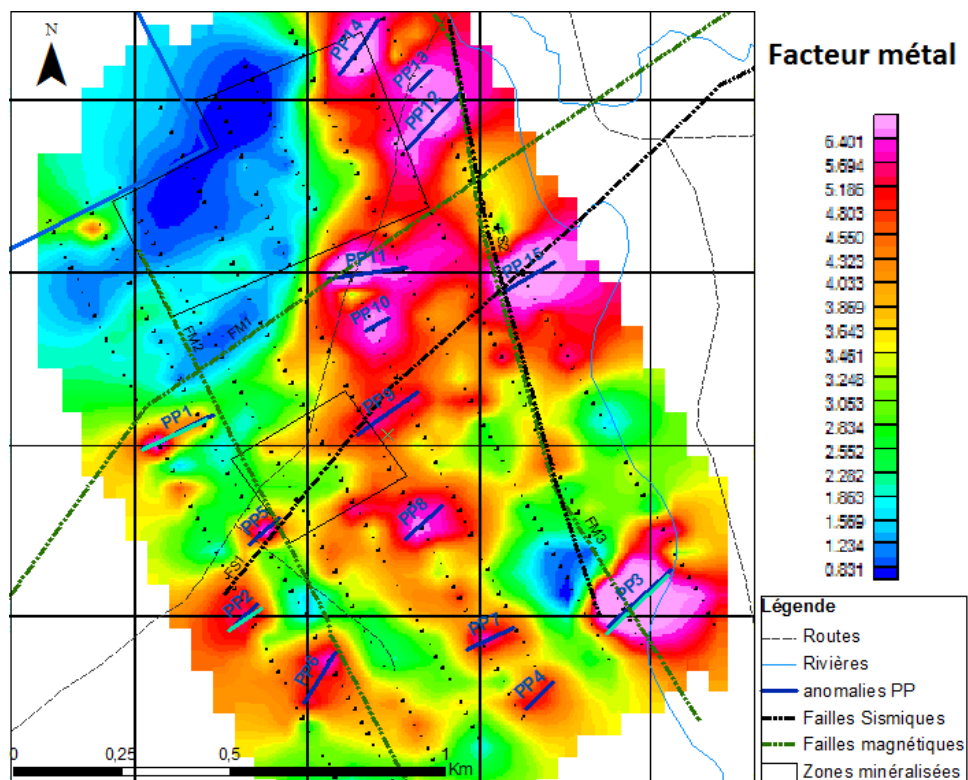 N
Facteur métal
6.401
5.694
5.186
4.803
4.550
4.323
4.033
3.869
3.643
3.451
3.246
3.053
2.834
2.552
2.262
1.863
1.569
1.234
0.831
PP14
PP13
PP12
PP11
PP15
PP10
FS2
FM1
FM2
PP9
PP1
PP8
PP5
FM3
FS1
PP3
PP2
PP7
PP6
PP4
0 0,25 0,5 1
Km
Légende
Routes
Rivières
anomalies PP
Failles Sismiques
Failles magnétiques
Zones minéralisées